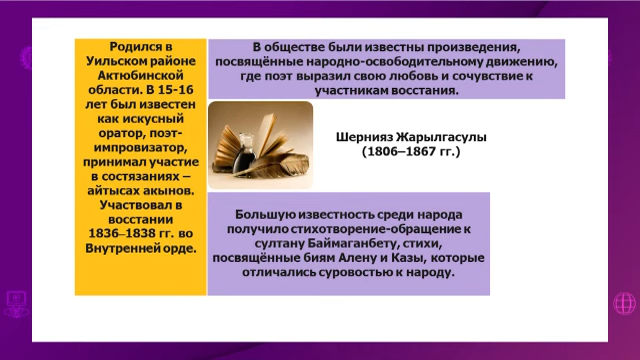 Родился в
Уильском районе
Актюбинской
области. В 15-16
лет был известен
как искусный
оратор, поэт-
импровизатор,
принимал участие
в состязаниях –
айтысах акынов.
Участвовал в
восстании
1836–1838 гг. во
Внутренней орде.
В обществе были известны произведения,
посвящённые народно-освободительному движению,
где поэт выразил свою любовь и сочувствие к
участникам восстания.
Шернияз Жарылгасулы
(1806–1867 гг.)
Большую известность среди народа
получило стихотворение-обращение к
султану Баймаганбету, стихи,
посвящённые биям Алену и Казы, которые
отличались суровостью к народу.